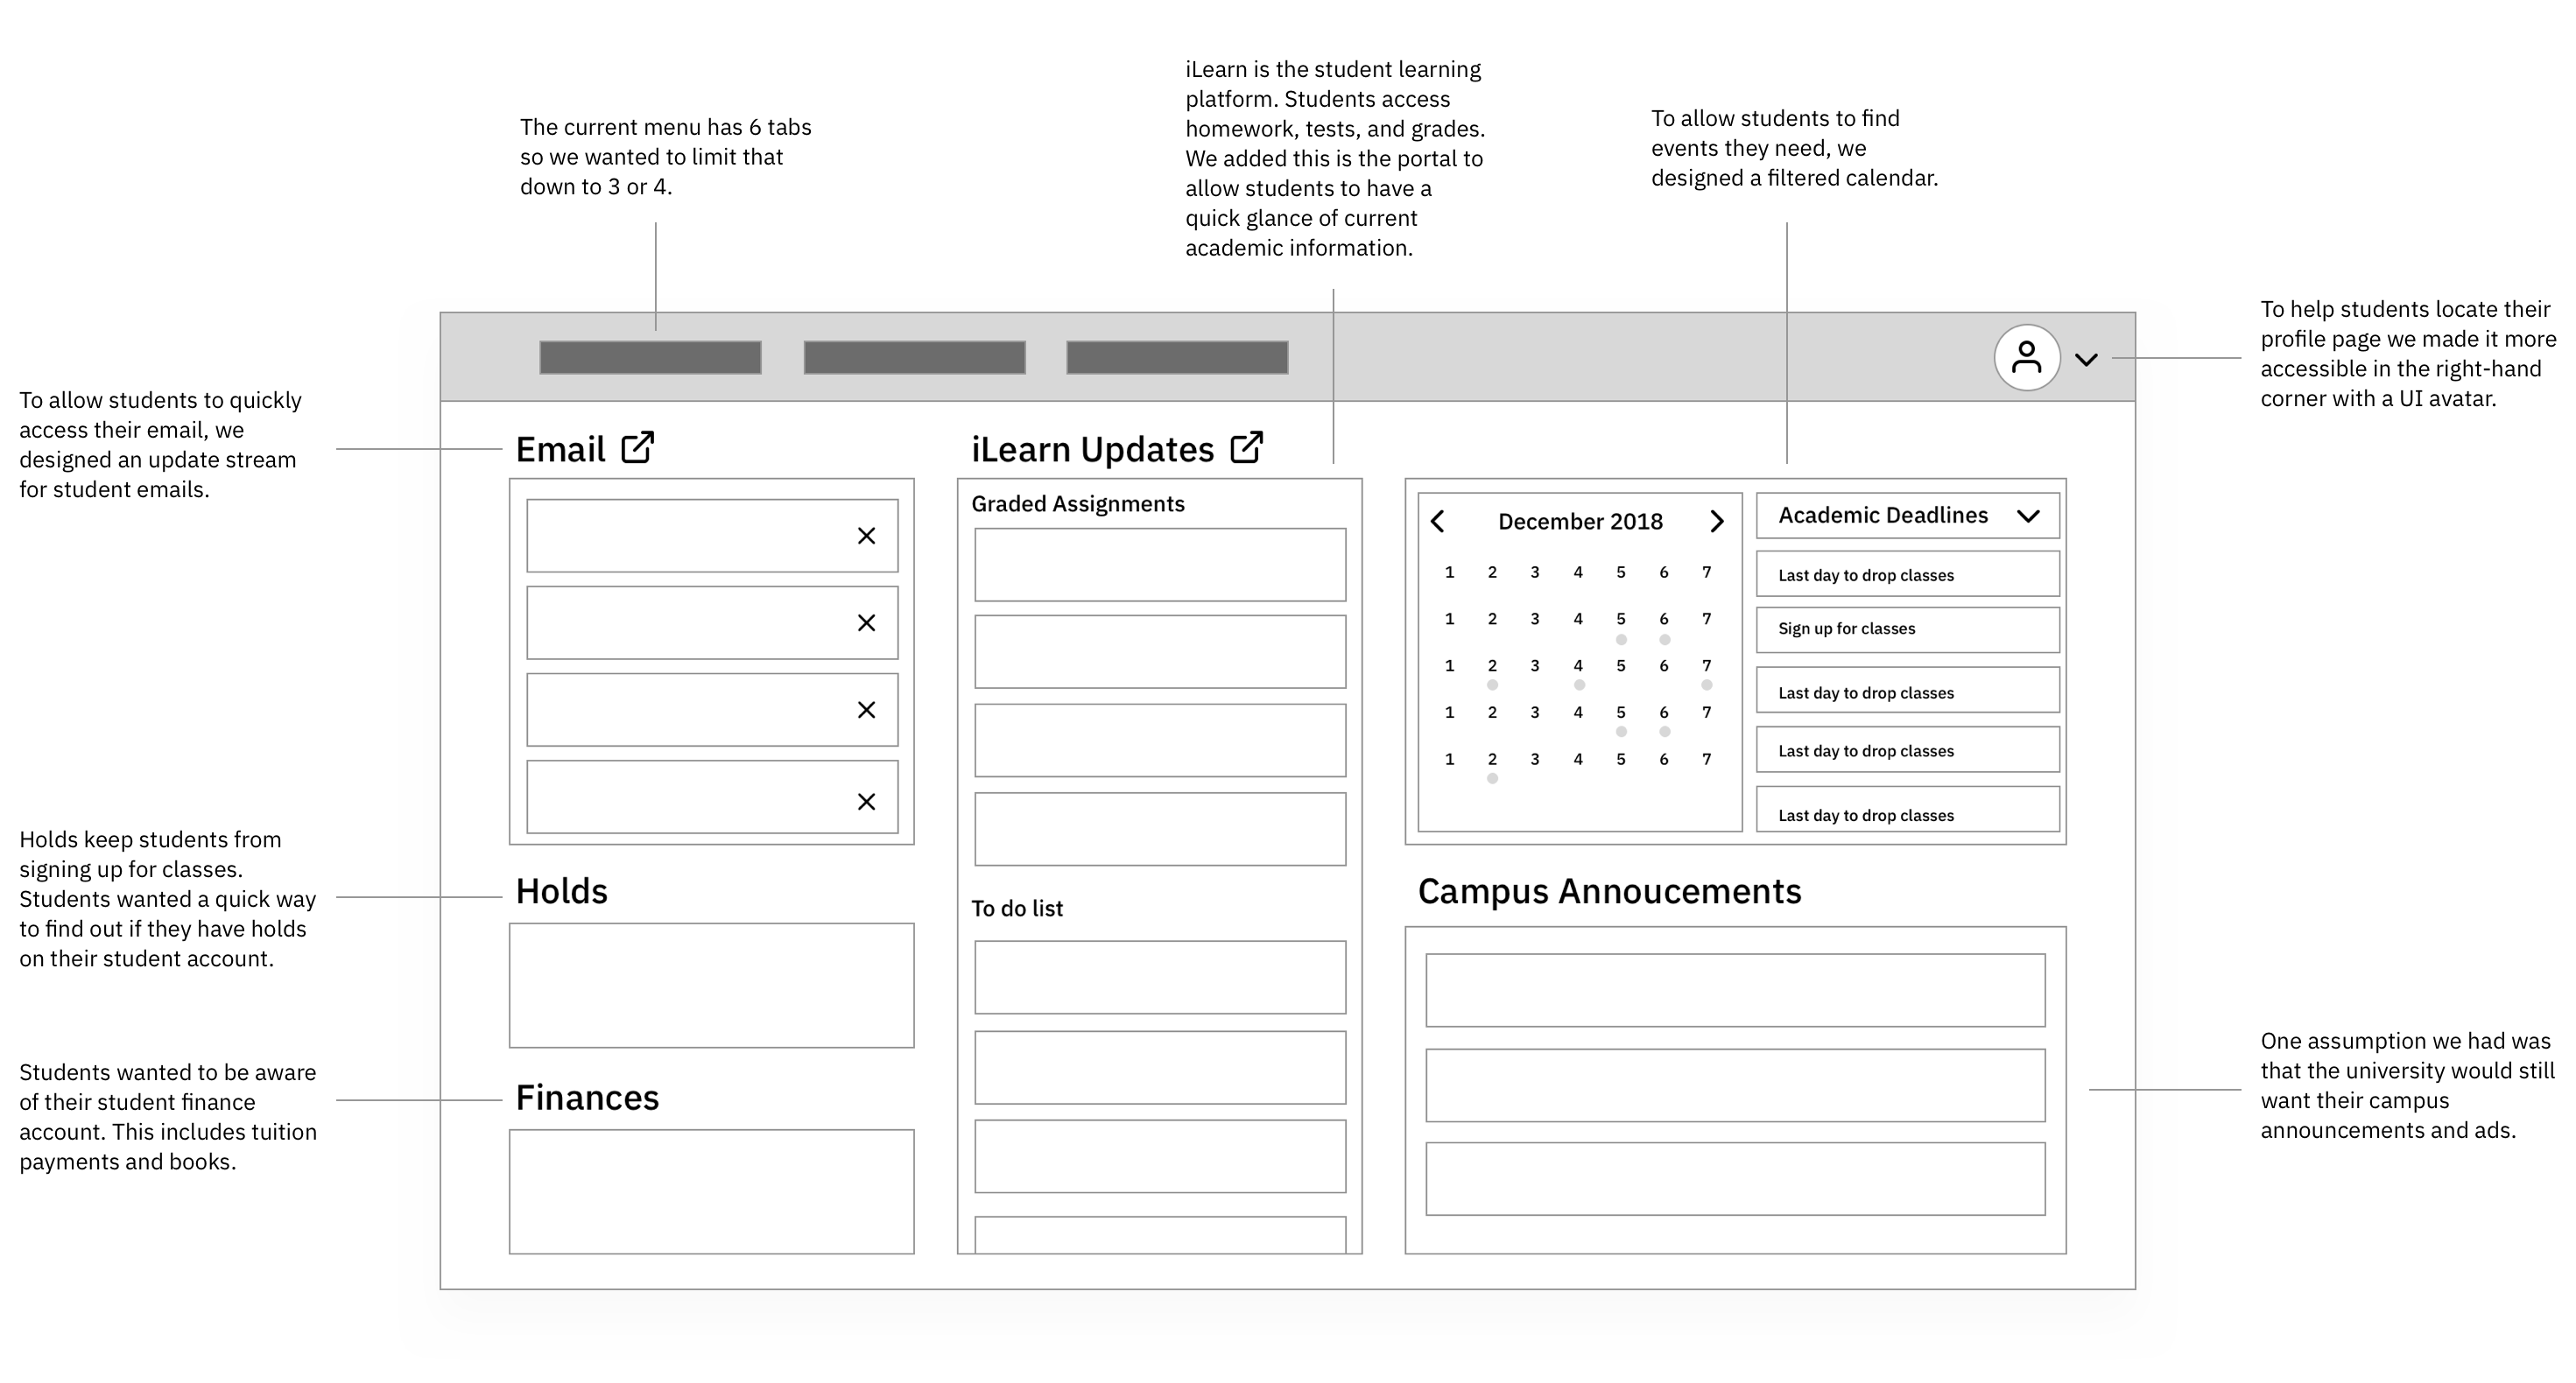 iLearn is the student learning
platform. Students access
homework, tests, and grades.
We added this is the portal to
allow students to have a
quick glance of current
academic information.
The current menu has 6 tabs
so we wanted to limit that
down to 3 or 4.
To allow students to find
events they need, we
designed a filtered calendar.
To help students locate their
profile page we made it more
accessible in the right-hand
corner with a UI avatar.
To allow students to quickly
access their email, we
designed an update stream
for student emails.
Email
iLearn Updates
Graded Assignments
December 2018
1 2 3 4 5 6 7
1 2 3 4 5 6 7
1 2 3 4 5 6 7
1 2 3 4 5 6 7
1 2 3 4 5 6 7
Academic Deadlines
Last day to drop classes
Sign up for classes
Last day to drop classes
Last day to drop classes
Last day to drop classes
Holds keep students from
signing up for classes.
Students wanted a quick way
to find out if they have holds
on their student account.
Holds
To do list
Campus Annoucements
Students wanted to be aware
of their student finance
account. This includes tuition
payments and books.
Finances
One assumption we had was
that the university would still
want their campus
announcements and ads.